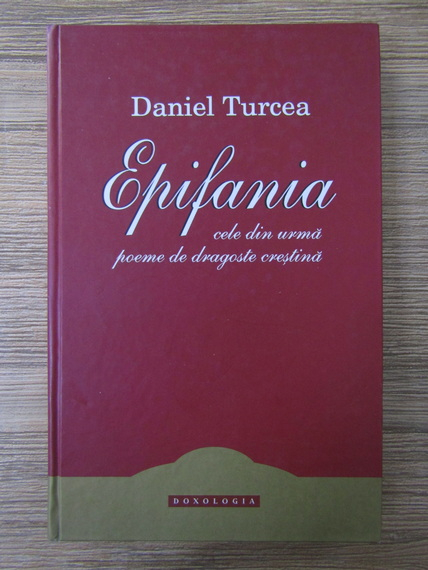 Daniel Turcea
Epifania
cele din urmă
poeme de dragoste creștină
DOXOLOGIA